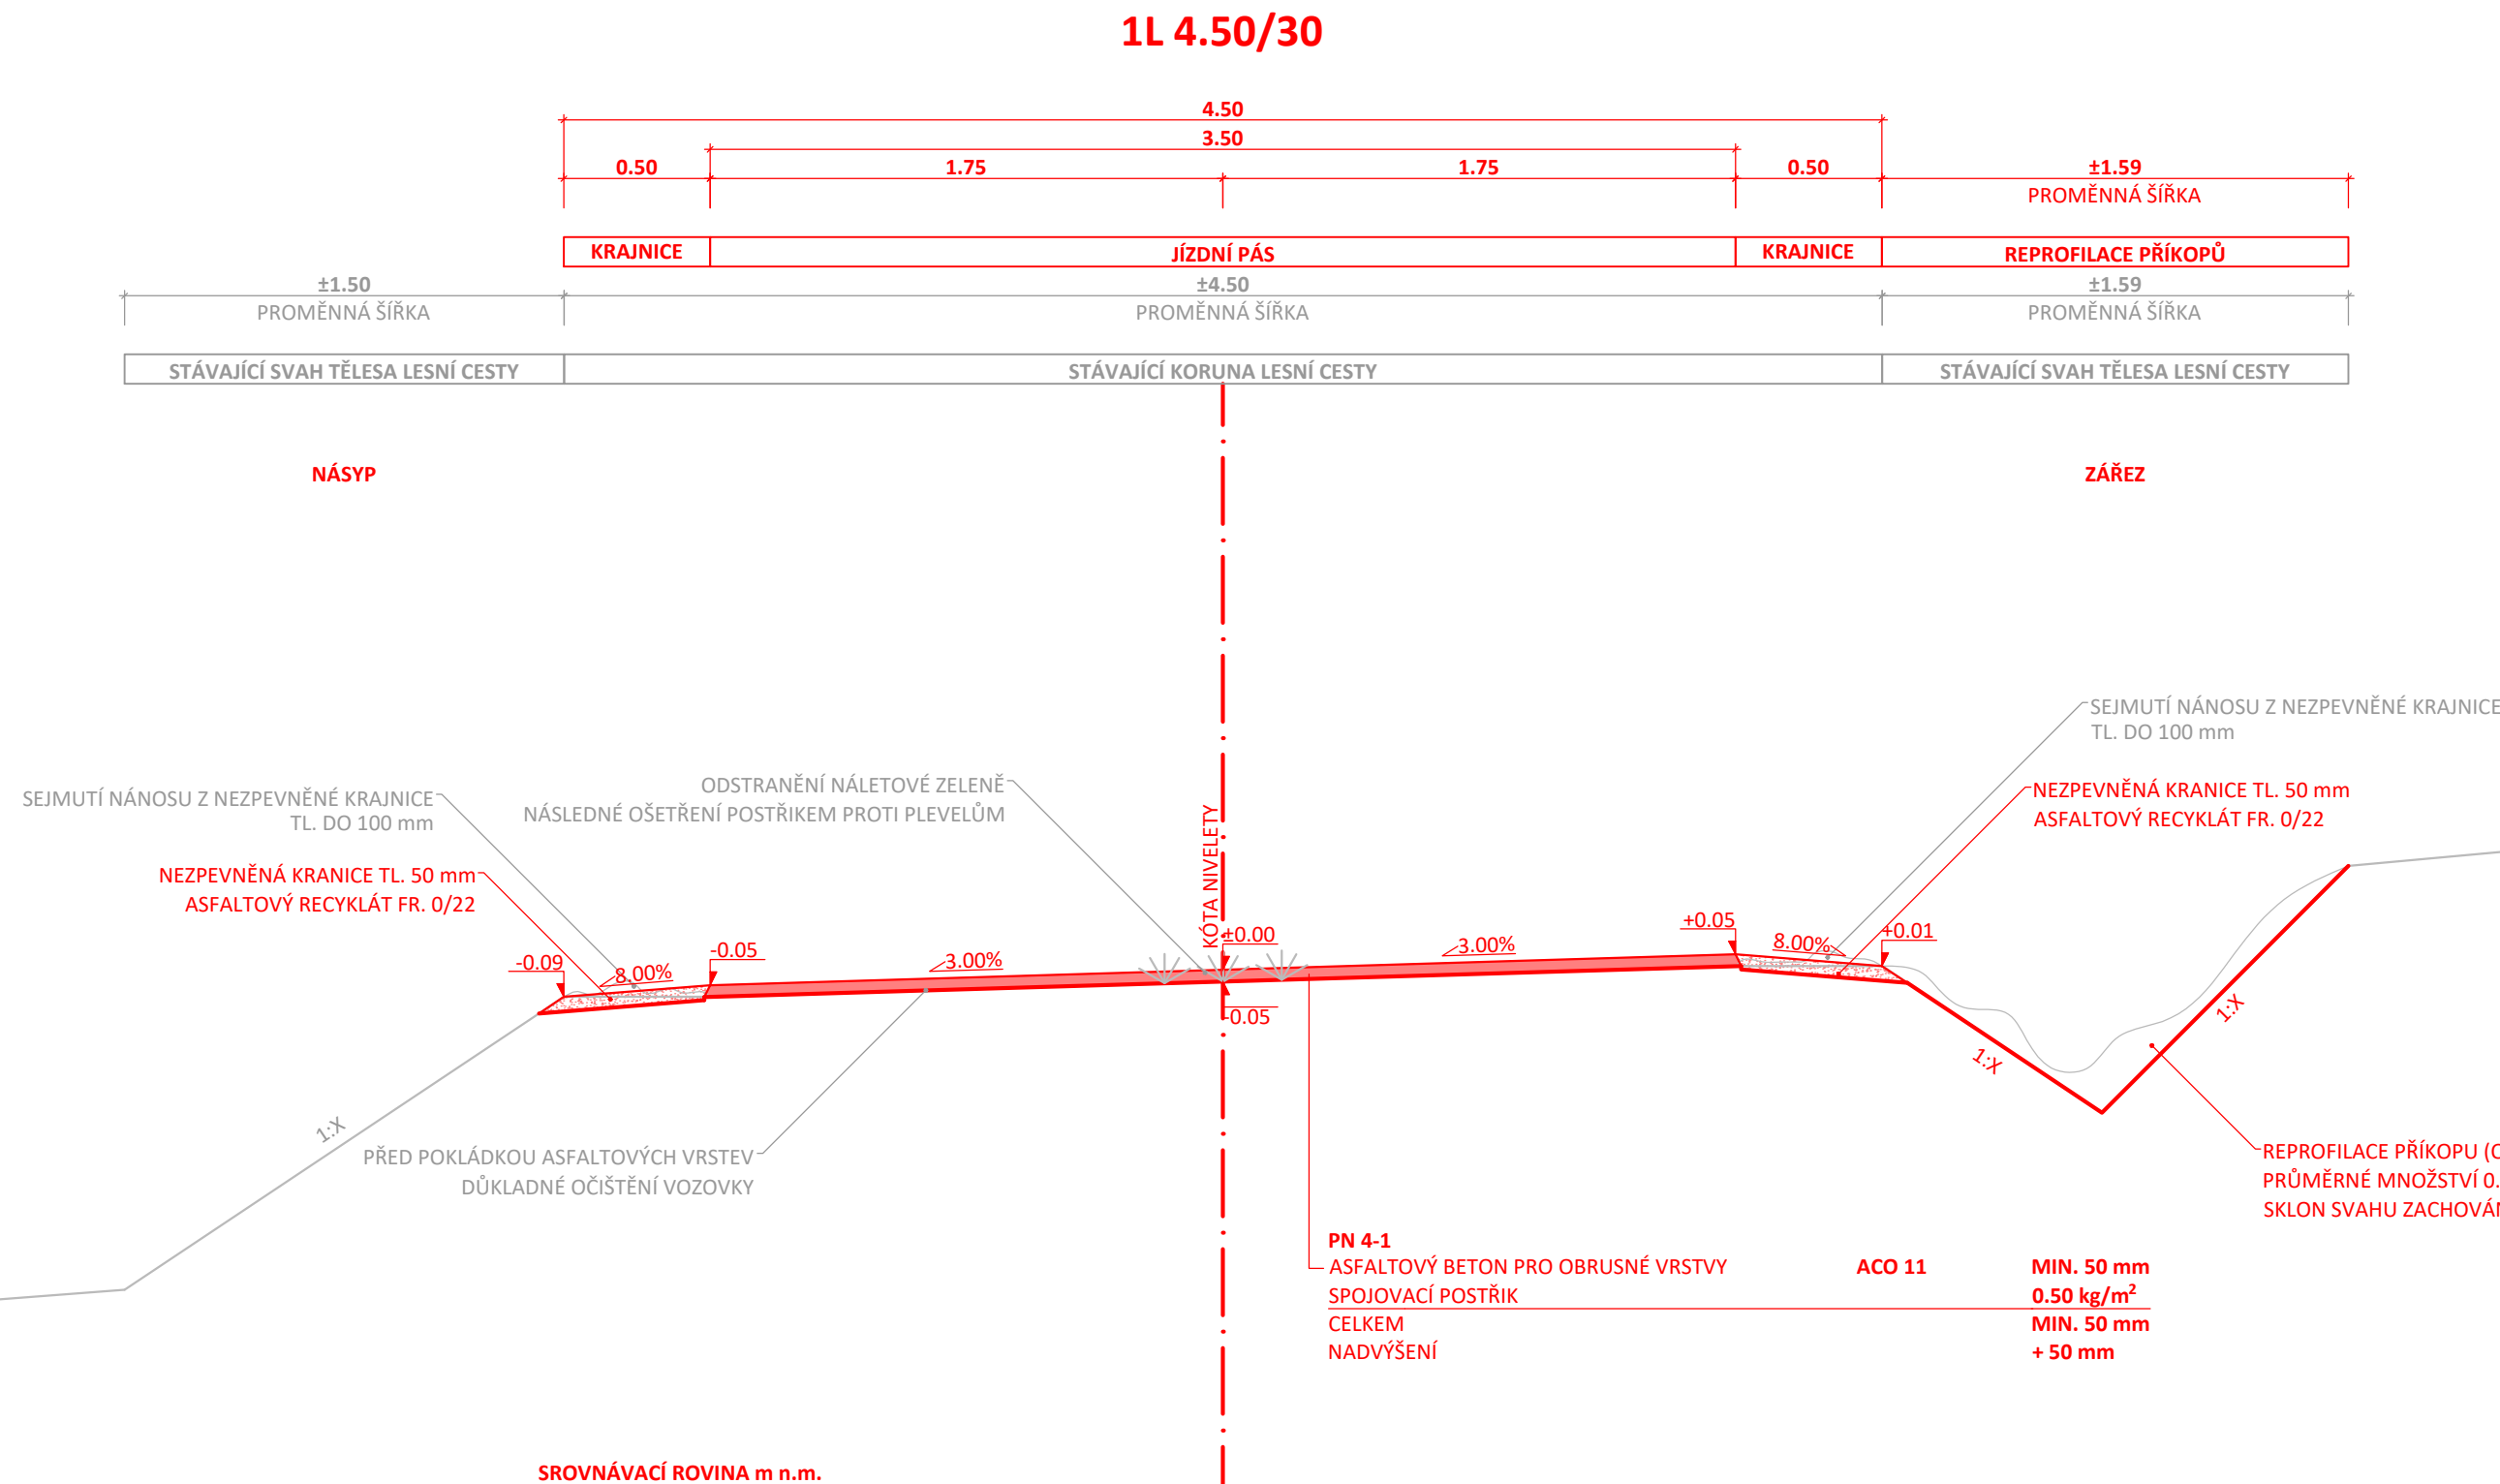 1L 4.50/30
4.50
3.50
0.50 1.75 1.75 0.50 ±1.59
PROMĚNNÁ ŠÍŘKA
KRAJNICE JÍZDNÍ PÁS KRAJNICE REPROFILACE PŘÍKOPŮ
±1.50 ±4.50 ±1.59
PROMĚNNÁ ŠÍŘKA PROMĚNNÁ ŠÍŘKA PROMĚNNÁ ŠÍŘKA
STÁVAJÍCÍ SVAH TĚLESA LESNÍ CESTY STÁVAJÍCÍ KORUNA LESNÍ CESTY STÁVAJÍCÍ SVAH TĚLESA LESNÍ CESTY
NÁSYP ZÁŘEZ
SEJMUTÍ NÁNOSU Z NEZPEVNĚNÉ KRAJNICE
TL. DO 100 mm
ODSTRANĚNÍ NÁLETOVÉ ZELENĚ
NÁSLEDNÉ OŠETŘENÍ POSTŘIKEM PROTI PLEVELŮM
SEJMUTÍ NÁNOSU Z NEZPEVNĚNÉ KRAJNICE
TL. DO 100 mm
NEZPEVNĚNÁ KRANICE TL. 50 mm
ASFALTOVÝ RECYKLÁT FR. 0/22
NEZPEVNĚNÁ KRANICE TL. 50 mm
ASFALTOVÝ RECYKLÁT FR. 0/22
KÓTA NIVELETY
-0.09 8.00% -0.05 3.00% ±0.00 3.00% +0.05 8.00% +0.01
-0.05
1:X
1:X
1:X
PŘED POKLÁDKOU ASFALTOVÝCH VRSTEV
DŮKLADNÉ OČIŠTĚNÍ VOZOVKY
REPROFILACE PŘÍKOPU (
PRŮMĚRNÉ MNOŽSTVÍ 0.
SKLON SVAHU
PN 4-1
ASFALTOVÝ BETON PRO OBRUSNÉ VRSTVY ACO 11 MIN. 50 mm
SPOJOVACÍ POSTŘIK 0.50 kg/m²
CELKEM MIN. 50 mm
NADVÝŠENÍ + 50 mm
SROVNÁVACÍ ROVINA m n.m.